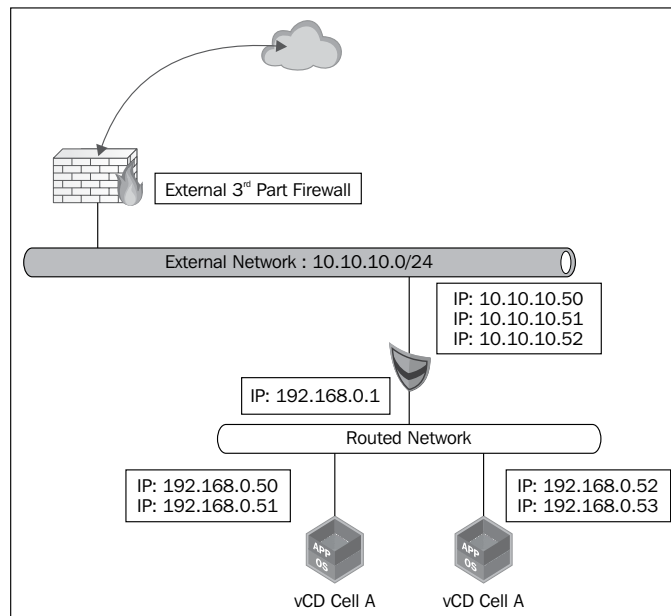 External 3rd Part Firewall
External Network : 10.10.10.0/24
IP: 10.10.10.50
IP: 10.10.10.51
IP: 10.10.10.52
IP: 192.168.0.1
Routed Network
IP: 192.168.0.50
IP: 192.168.0.51
IP: 192.168.0.52
IP: 192.168.0.53
APP
OS
APP
OS
vCD Cell A
vCD Cell A